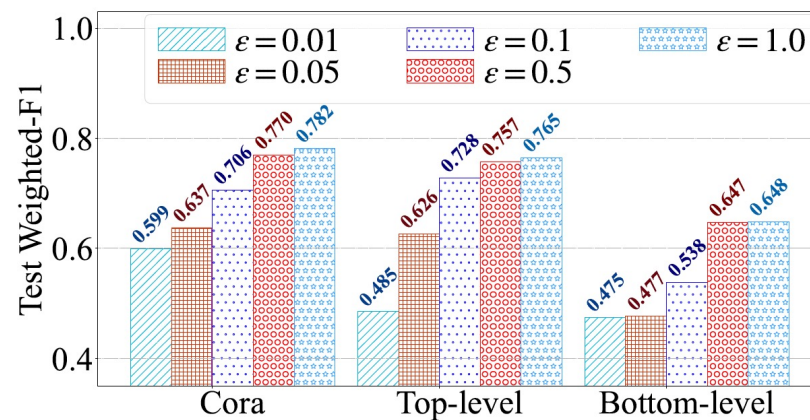 Test Weighted-F1
1.0
0.8
0.6
0.4
ε = 0.01
ε = 0.05
ε = 0.1
ε = 0.5
ε = 1.0
0.599
0.637
0.706
0.770
0.782
0.485
0.626
0.728
0.757
0.765
0.475
0.477
0.538
0.647
0.648
Cora
Top-level
Bottom-level